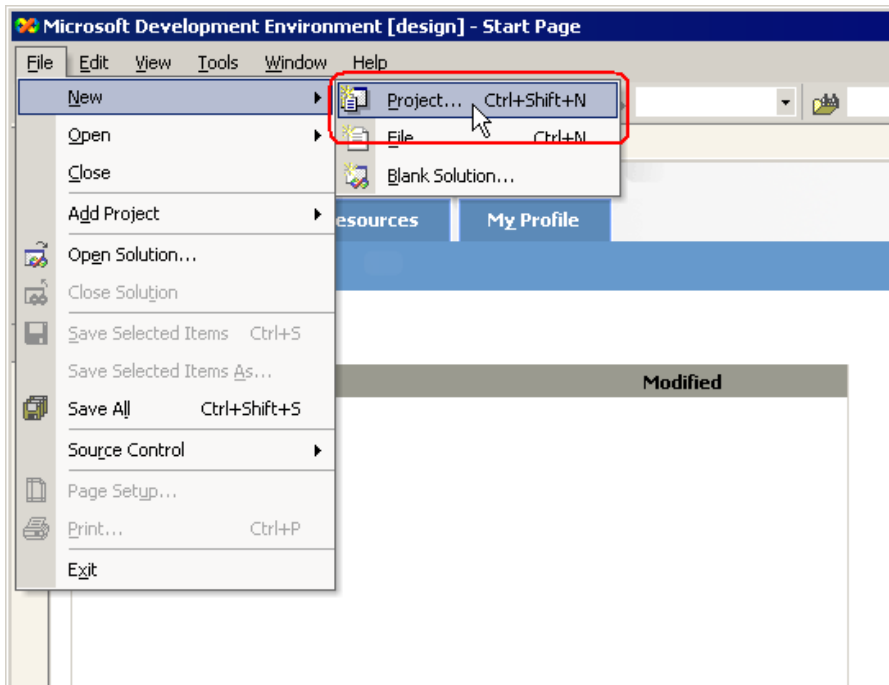 Microsoft Development Environment [design] - Start Page
File Edit View Tools Window Help
New
Project... Ctrl+Shift+N
Open
File Ctrl+N
Close
Blank Solution...
Add Project
esources My Profile
Open Solution...
Close Solution
Save Selected Items Ctrl+S
Save Selected Items As...
Modified
Save All Ctrl+Shift+S
Source Control
Page Setup...
Print... Ctrl+P
Exit